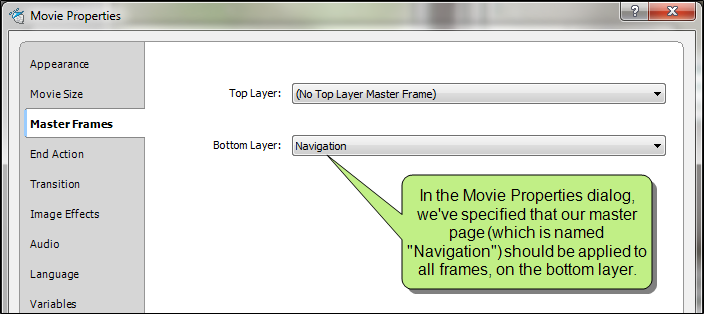 Movie Properties
?
Appearance
Movie Size
Master Frames
End Action
Transition
Image Effects
Audio
Language
Variables
Top Layer: (No Top Layer Master Frame)
Bottom Layer: Navigation
In the Movie Properties dialog,
we've specified that our master
page (which is named
"Navigation") should be applied to
all frames, on the bottom layer.